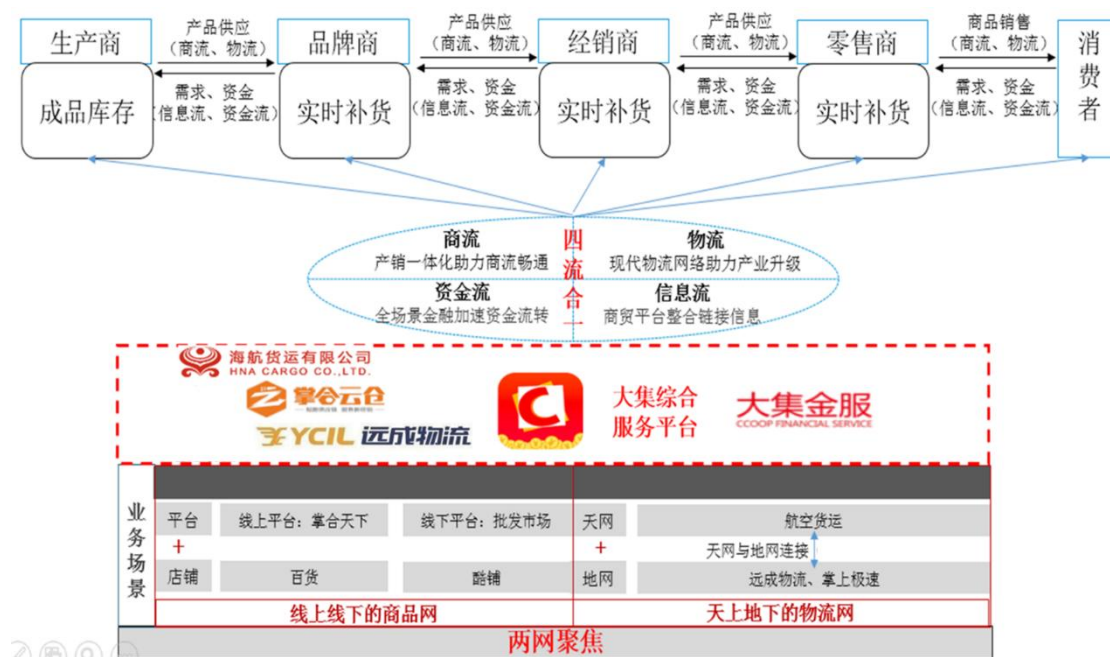 生产商
产品供应
（商流、物流）
品牌商
产品供应
（商流、物流）
经销商
产品供应
（商流、物流）
零售商
商品销售
（商流、物流）
消费者
成品库存
需求、资金
（信息流、资金流）
实时补货
需求、资金
（信息流、资金流）
实时补货
需求、资金
（信息流、资金流）
实时补货
需求、资金
（信息流、资金流）
四流合一
商流
产销一体化助力商流畅通
物流
现代物流网络助力产业升级
资金流
全场景金融加速资金流转
信息流
商贸平台整合链接信息
海航货运有限公司
HNA CARGO CO.,LTD.
掌合云仓
YCIL 远成物流
大集综合
服务平台
大集金服
CCOOP FINANCIAL SERVICE
业务场景
平台
线上平台：掌合天下
线下平台：批发市场
天网
航空货运
+
+
天网与地网连接
店铺
百货
酷铺
地网
远成物流、掌上极速
线上线下的商品网
天上地下的物流网
两网聚焦